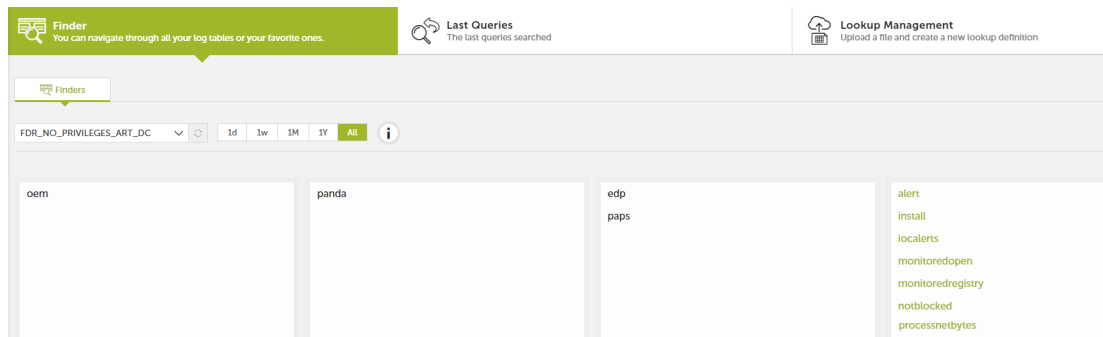 Finder
You can navigate through all your log tables or your favorite ones.
Last Queries
The last queries searched
Lookup Management
Upload a file and create a new lookup definition
Finders
FDR_NO_PRIVILEGES_ART_DC
1d 1w 1M 1Y All i
oem
panda
edp
paps
alert
install
iocalerts
monitoredopen
monitoredregistry
notblocked
processnetbytes